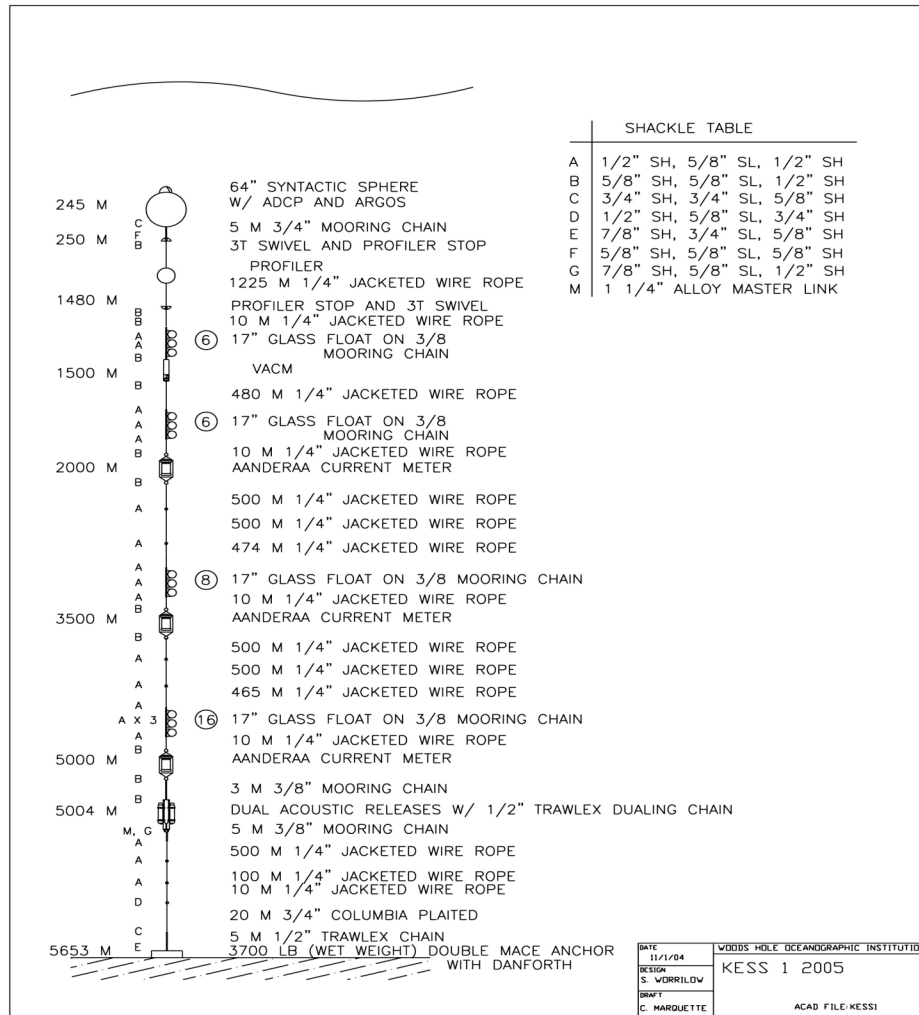 SHACKLE TABLE
A 1/2" SH, 5/8" SL, 1/2" SH
B 5/8" SH, 5/8" SL, 1/2" SH
C 3/4" SH, 3/4" SL, 5/8" SH
D 1/2" SH, 5/8" SL, 3/4" SH
E 7/8" SH, 3/4" SL, 5/8" SH
F 5/8" SH, 5/8" SL, 5/8" SH
G 7/8" SH, 5/8" SL, 1/2" SH
M 1 1/4" ALLOY MASTER LINK
64" SYNTACTIC SPHERE
245 M W/ ADCP AND ARGOS
C 5 M 3/4" MOORING CHAIN
F
250 M B 3T SWIVEL AND PROFILER STOP
PROFILER
1225 M 1/4" JACKETED WIRE ROPE
1480 M PROFILER STOP AND 3T SWIVEL
B
B 10 M 1/4" JACKETED WIRE ROPE
A
A 6 17" GLASS FLOAT ON 3/8
B MOORING CHAIN
1500 M VACM
B 480 M 1/4" JACKETED WIRE ROPE
A
A 6 17" GLASS FLOAT ON 3/8
A MOORING CHAIN
B 10 M 1/4" JACKETED WIRE ROPE
2000 M AANDERAA CURRENT METER
B
500 M 1/4" JACKETED WIRE ROPE
A
500 M 1/4" JACKETED WIRE ROPE
A 474 M 1/4" JACKETED WIRE ROPE
A
A 8 17" GLASS FLOAT ON 3/8 MOORING CHAIN
A 10 M 1/4" JACKETED WIRE ROPE
B
3500 M AANDERAA CURRENT METER
B
500 M 1/4" JACKETED WIRE ROPE
A
500 M 1/4" JACKETED WIRE ROPE
A 465 M 1/4" JACKETED WIRE ROPE
A
A X 3 16 17" GLASS FLOAT ON 3/8 MOORING CHAIN
A 10 M 1/4" JACKETED WIRE ROPE
B
5000 M AANDERAA CURRENT METER
B 3 M 3/8" MOORING CHAIN
B
5004 M DUAL ACOUSTIC RELEASES W/ 1/2" TRAWLEX DUALING CHAIN
M, G 5 M 3/8" MOORING CHAIN
A
500 M 1/4" JACKETED WIRE ROPE
A
100 M 1/4" JACKETED WIRE ROPE
A 10 M 1/4" JACKETED WIRE ROPE
D
20 M 3/4" COLUMBIA PLAITED
C 5 M 1/2" TRAWLEX CHAIN
5653 M E 3700 LB (WET WEIGHT) DOUBLE MACE ANCHOR
WITH DANFORTH
DATE
11/1/04
DESIGN
S. WORRILOW
DRAFT
C. MARQUETTE
WOODS HOLE OCEANOGRAPHIC INSTITUTIO
KESS 1 2005
ACAD FILE:KESS1